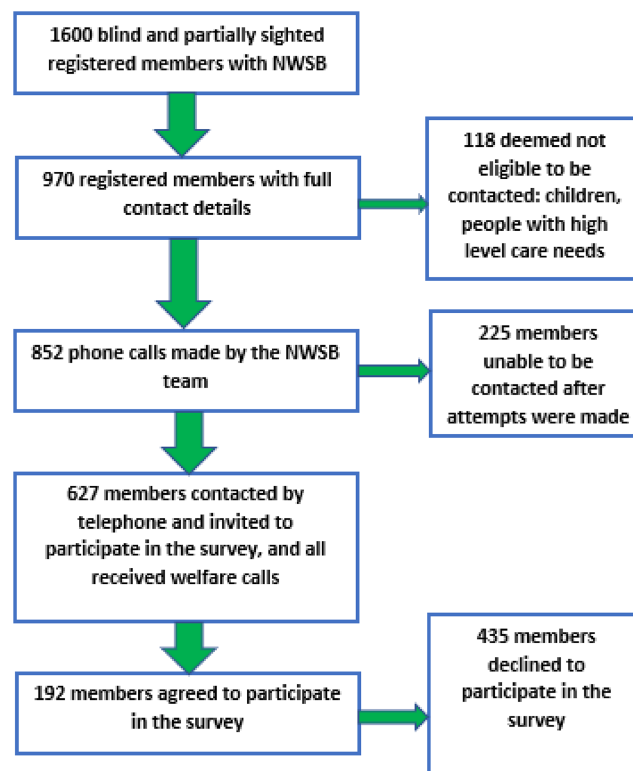 1600 blind and partially sighted
registered members with NWSB
970 registered members with full
contact details
118 deemed not
eligible to be
contacted: children,
people with high
level care needs
852 phone calls made by the NWSB
team
225 members
unable to be
contacted after
attempts were made
627 members contacted by
telephone and invited to
participate in the survey, and all
received welfare calls
192 members agreed to participate
in the survey
435 members
declined to
participate in the
survey